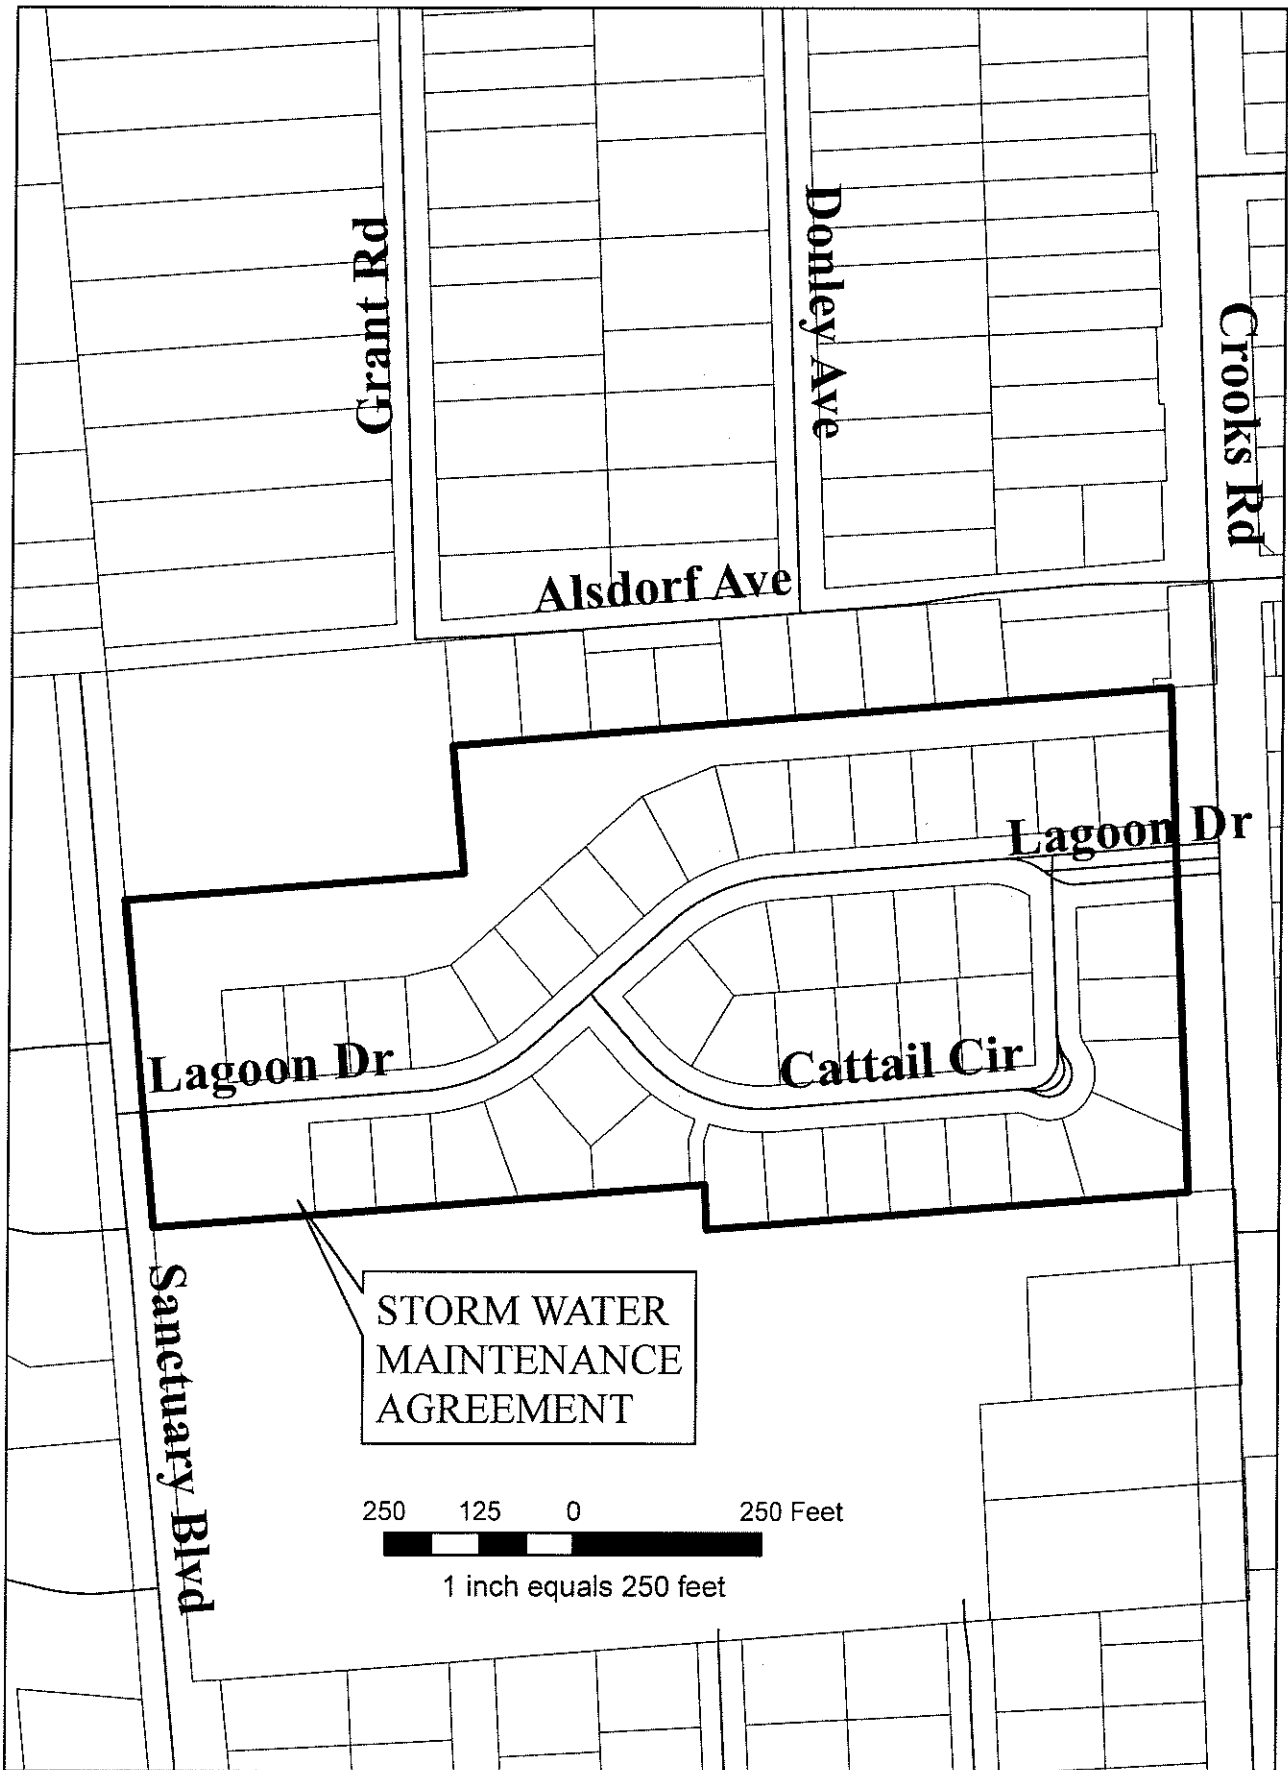 Grant Rd
Donley Ave
Crooks Rd
Alsdorf Ave
Lagoon Dr
Lagoon Dr
Cattail Cir
Sanctuary Blvd
STORM WATER
MAINTENANCE
AGREEMENT
250 125 0 250 Feet
1 inch equals 250 feet